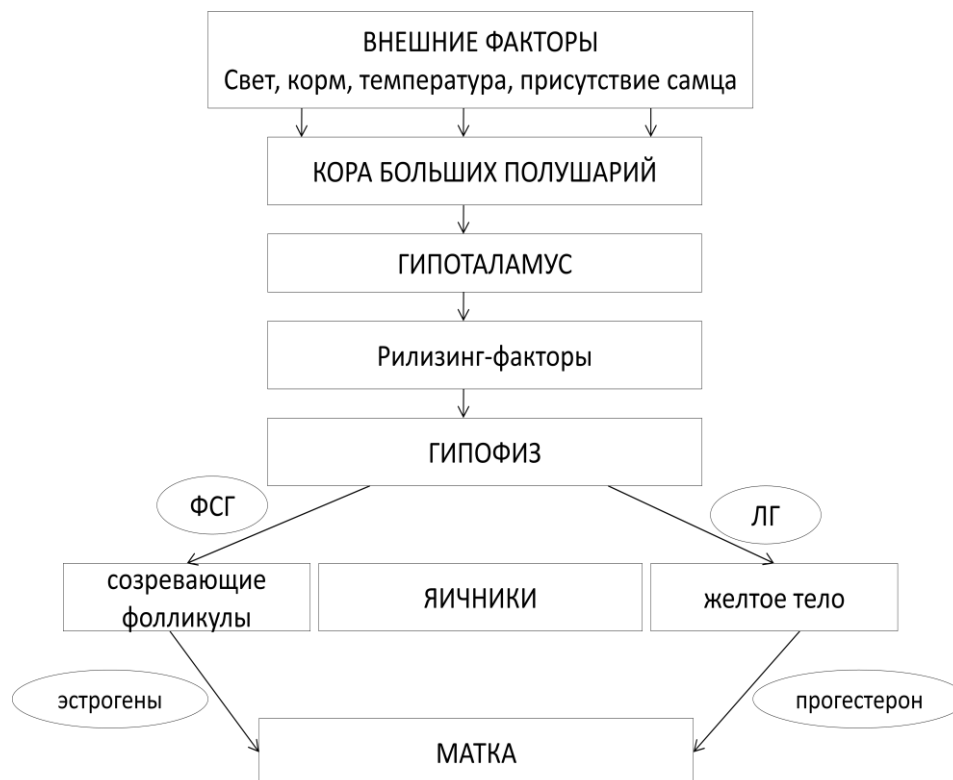 ВНЕШНИЕ ФАКТОРЫ
Свет, корм, температура, присутствие самца
КОРА БОЛЬШИХ ПОЛУШАРИЙ
ГИПОТАЛАМУС
Рилизинг-факторы
ГИПОФИЗ
ФСГ
ЛГ
созревающие
фолликулы
ЯИЧНИКИ
желтое тело
эстрогены
прогестерон
МАТКА